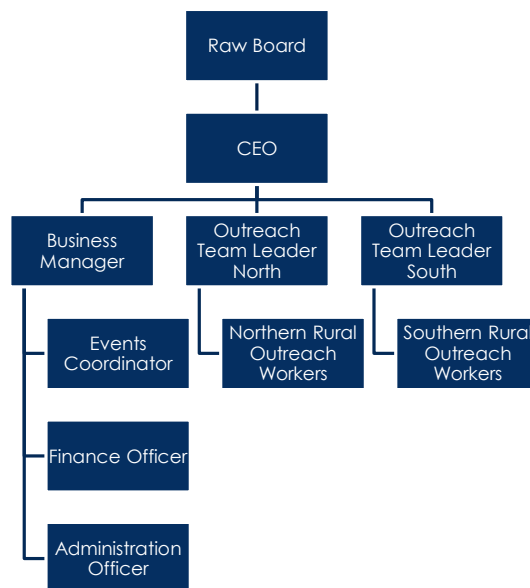 Raw Board
CEO
Business
Manager
Outreach
Team Leader
North
Outreach
Team Leader
South
Events
Coordinator
Northern Rural
Outreach
Workers
Southern Rural
Outreach
Workers
Finance Officer
Administration
Officer